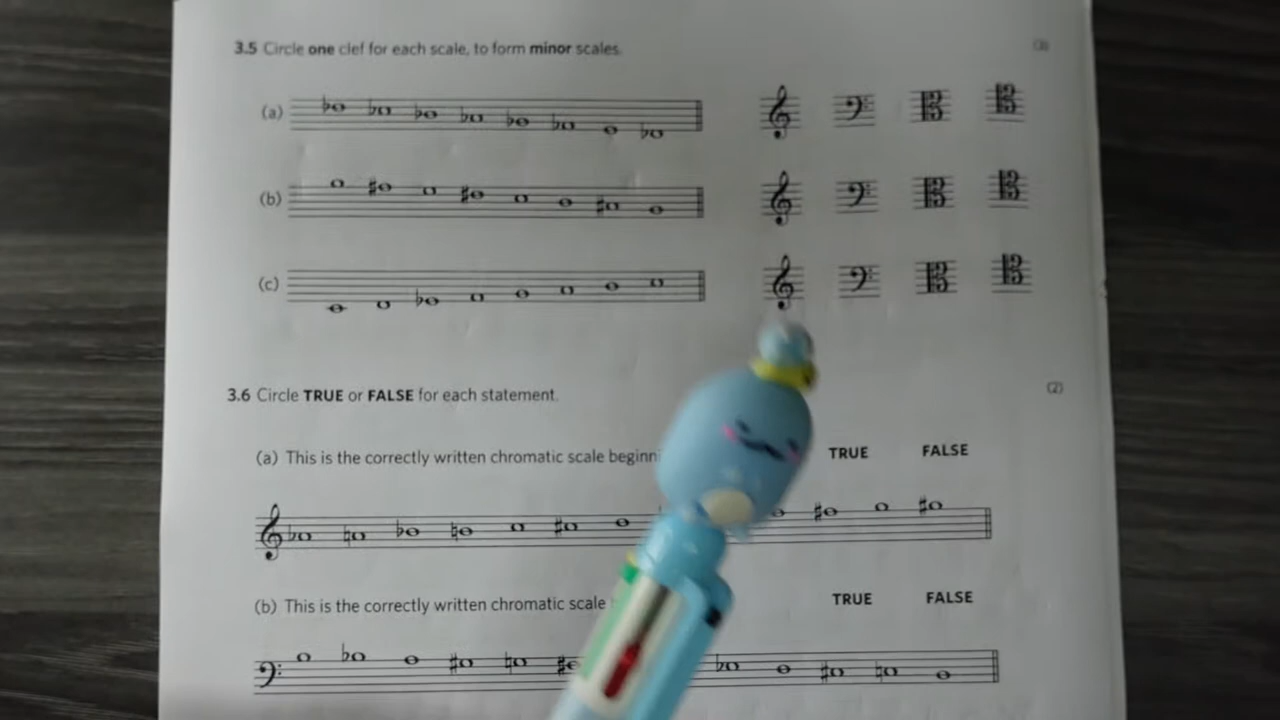 3.5 Circle one clef for each scale, to form minor scales.
(3)
(a)
(b)
(c)
3.6 Circle TRUE or FALSE for each statement.
(2)
(a) This is the correctly written chromatic scale TRUE FALSE
(b) This is the correctly written chromatic scale TRUE FALSE